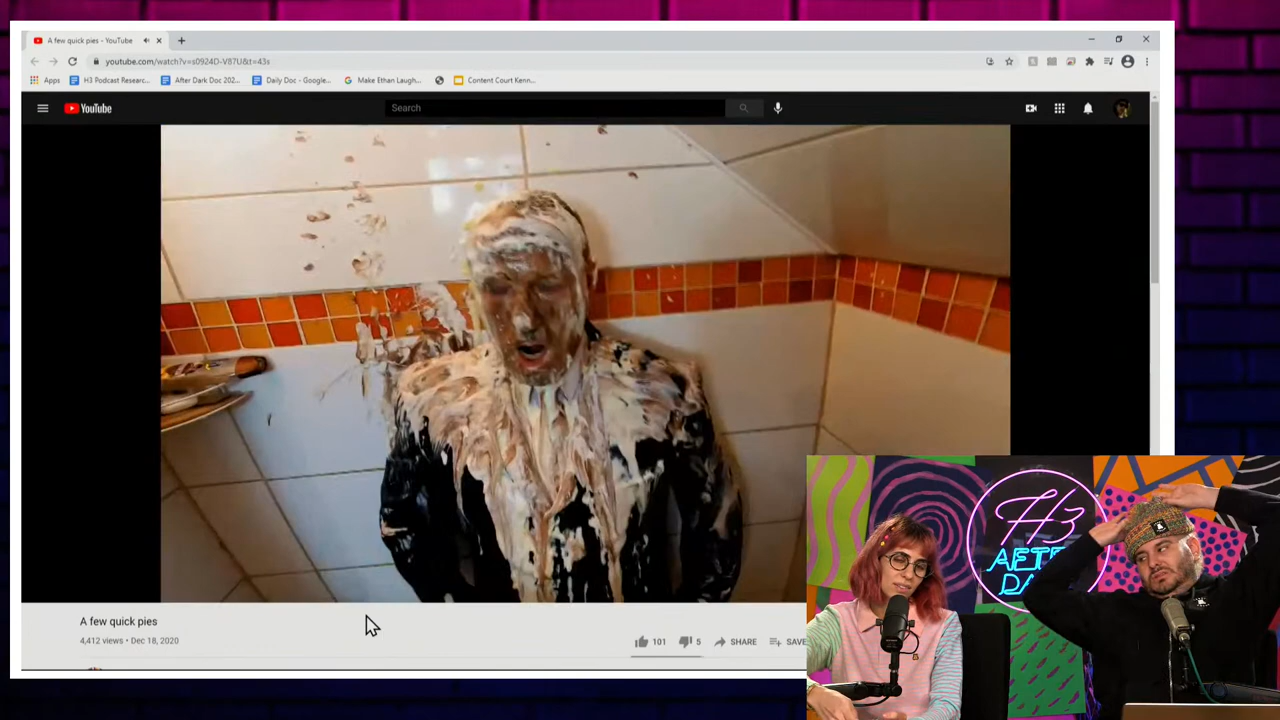 A few quick pies - YouTube
youtube.com/watch?v=s0924D-V87U&t=43s
Apps H3 Podcast Researc... After Dark Doc 202... Daily Doc - Google... Make Ethan Laugh... Content Court Kenn...
YouTube
Search
H3
AFTE
DA
A few quick pies
4,412 views • Dec 18, 2020
101 5 SHARE SAVE